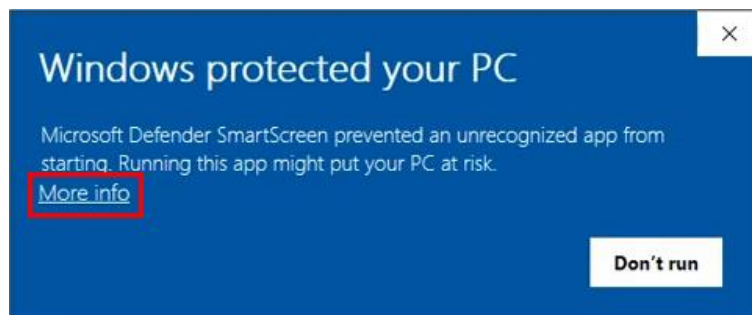 Windows protected your PC
Microsoft Defender SmartScreen prevented an unrecognized app from
starting. Running this app might put your PC at risk.
More info
Don't run